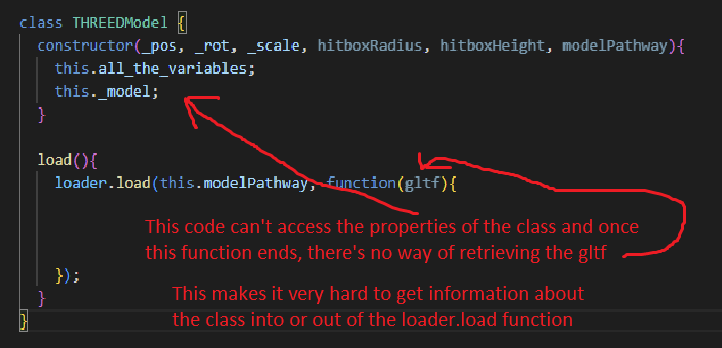 class THREEDModel {
constructor(_pos, _rot, _scale, hitboxRadius, hitboxHeight, modelPathway){
this.all_the_variables;
this._model;
}
load(){
loader.load(this.modelPathway, function(gltf){
This code can't access the properties of the class and once
this function ends, there's no way of retrieving the gltf
});
This makes it very hard to get information about
}
the class into or out of the loader.load function
}